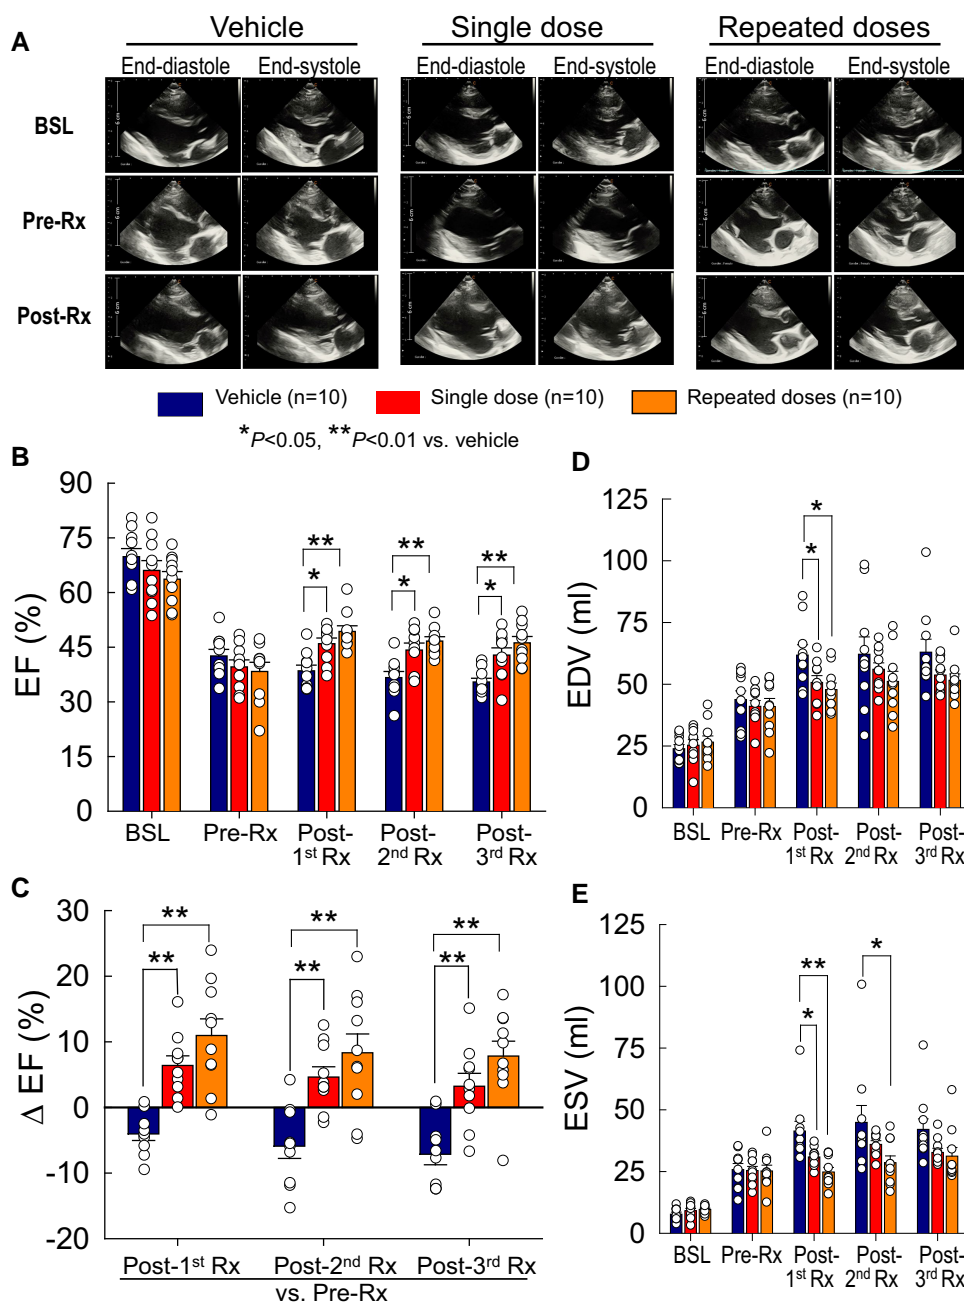 A
Vehicle
Single dose
Repeated doses
End-diastole
End-systole
End-diastole
End-systole
End-diastole
End-systole
BSL
Pre-Rx
Post-Rx
Vehicle (n=10)
Single dose (n=10)
Repeated doses (n=10)
*P<0.05, **P<0.01 vs. vehicle
B
EF (%)
90
75
60
45
30
15
0
**
*
**
*
**
*
BSL
Pre-Rx
Post-
1st Rx
Post-
2nd Rx
Post-
3rd Rx
D
EDV (ml)
125
100
75
50
25
0
*
*
BSL
Pre-Rx
Post-
1st Rx
Post-
2nd Rx
Post-
3rd Rx
C
Δ EF (%)
30
20
10
0
-10
-20
**
**
**
**
**
**
Post-1st Rx
Post-2nd Rx
Post-3rd Rx
vs. Pre-Rx
E
ESV (ml)
125
100
75
50
25
0
**
*
*
BSL
Pre-Rx
Post-
1st Rx
Post-
2nd Rx
Post-
3rd Rx